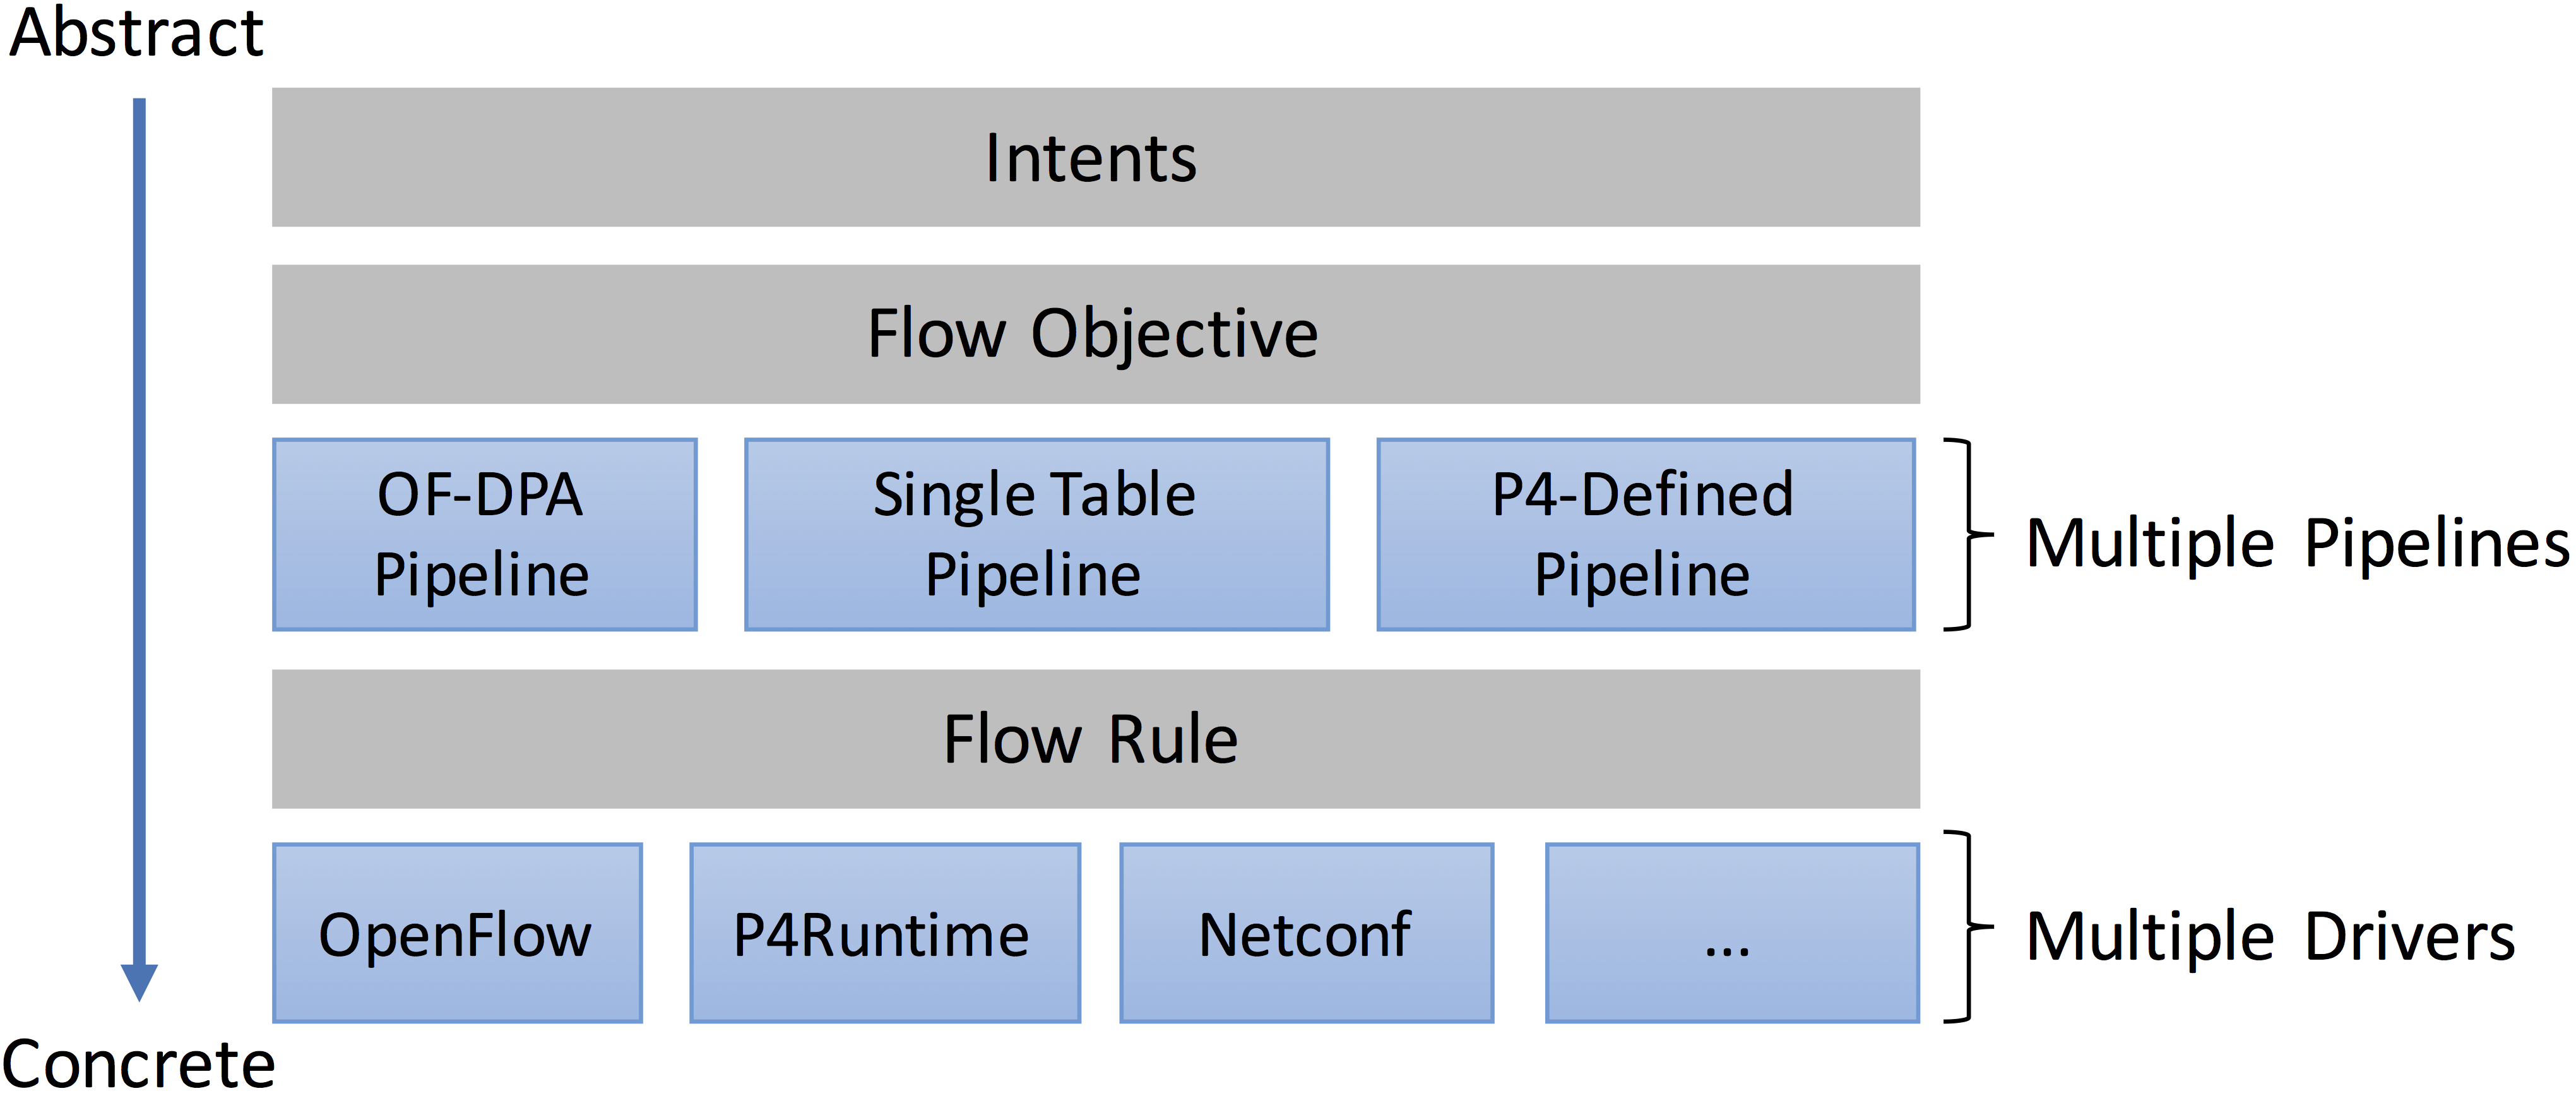 Abstract
Intents
Flow Objective
OF-DPA
Pipeline
Single Table
Pipeline
P4-Defined
Pipeline
Multiple Pipelines
Flow Rule
OpenFlow
P4Runtime
Netconf
...
Multiple Drivers
Concrete